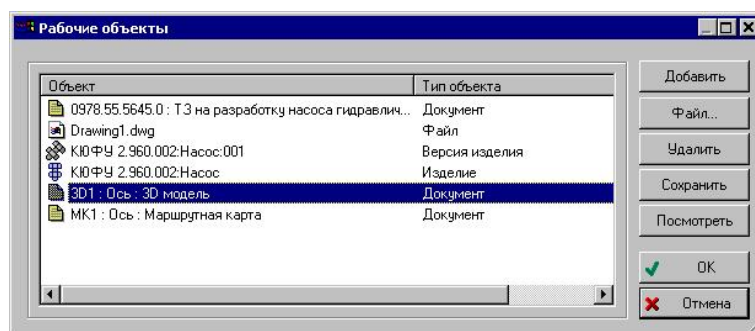 Рабочие объекты
Объект Тип объекта
0978.55.5645.0 : ТЗ на разработку насоса гидравлич... Документ
Drawing1.dwg Файл
КЮФУ 2.960.002:Насос:001 Версия изделия
КЮФУ 2.960.002:Насос Изделие
3D1 : Ось : 3D модель Документ
МК1 : Ось : Маршрутная карта Документ
Добавить
Файл...
Удалить
Сохранить
Посмотреть
OK
Отмена